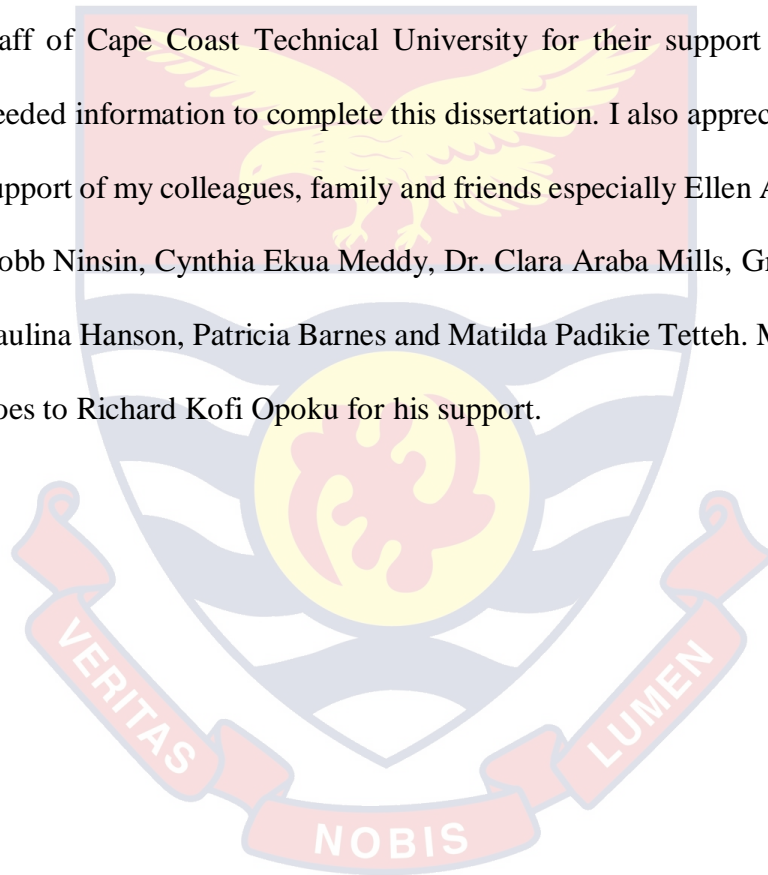 aff of Cape Coast Technical University for their support
eeded information to complete this dissertation. I also apprec
upport of my colleagues, family and friends especially Ellen A
obb Ninsin, Cynthia Ekua Meddy, Dr. Clara Araba Mills, Gr
aulina Hanson, Patricia Barnes and Matilda Padikie Tetteh. M
oes to Richard Kofi Opoku for his support.
VERITAS
NOBIS
LUMEN